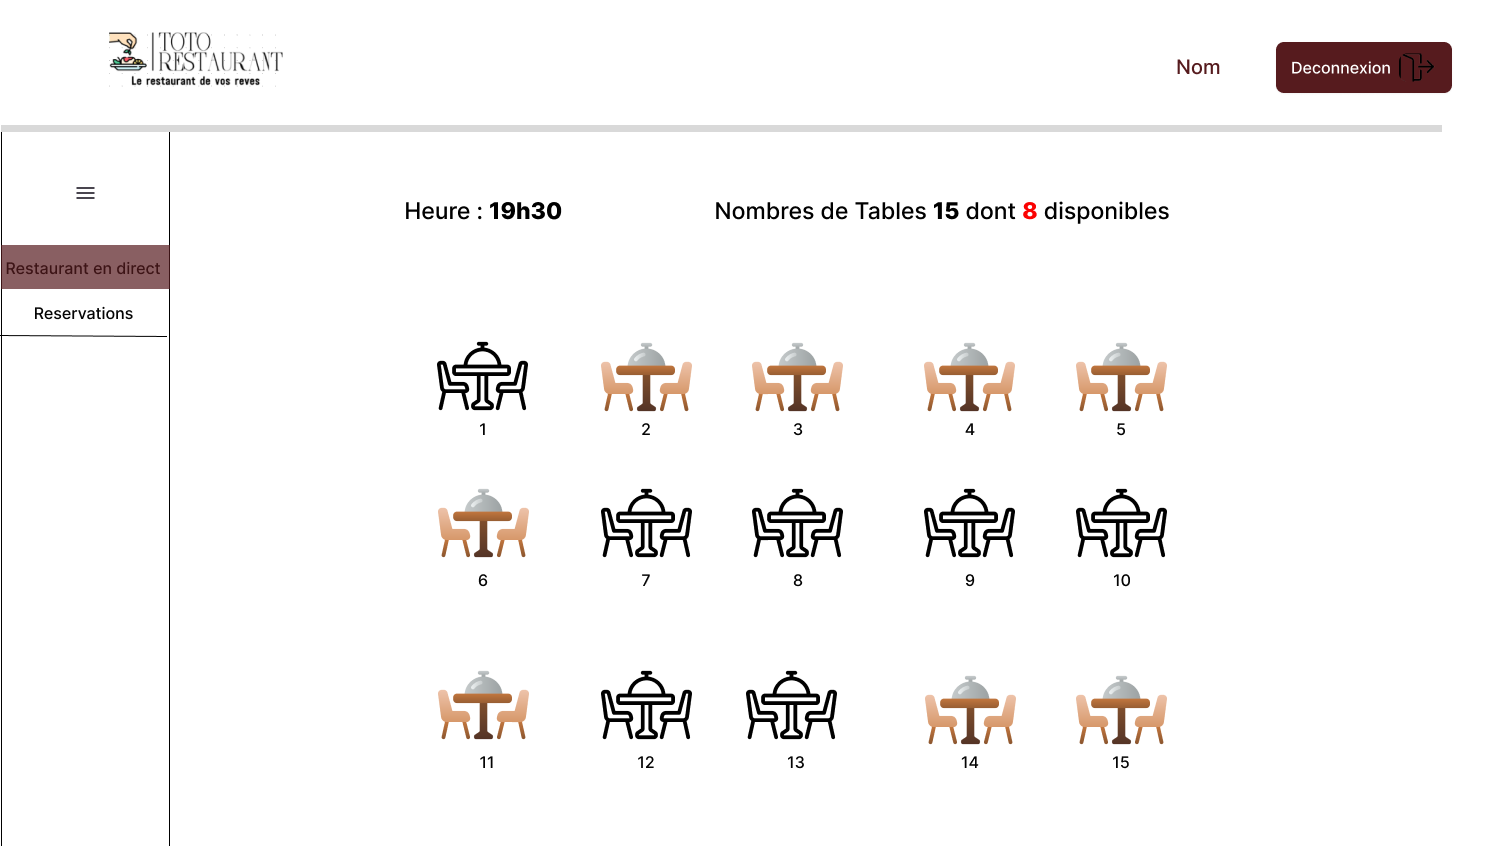 TOTO
RESTAURANT
Le restaurant de vos reves
Nom
Deconnexion
Heure : 19h30
Nombres de Tables 15 dont 8 disponibles
Restaurant en direct
Reservations
1
2
3
4
5
6
7
8
9
10
11
12
13
14
15